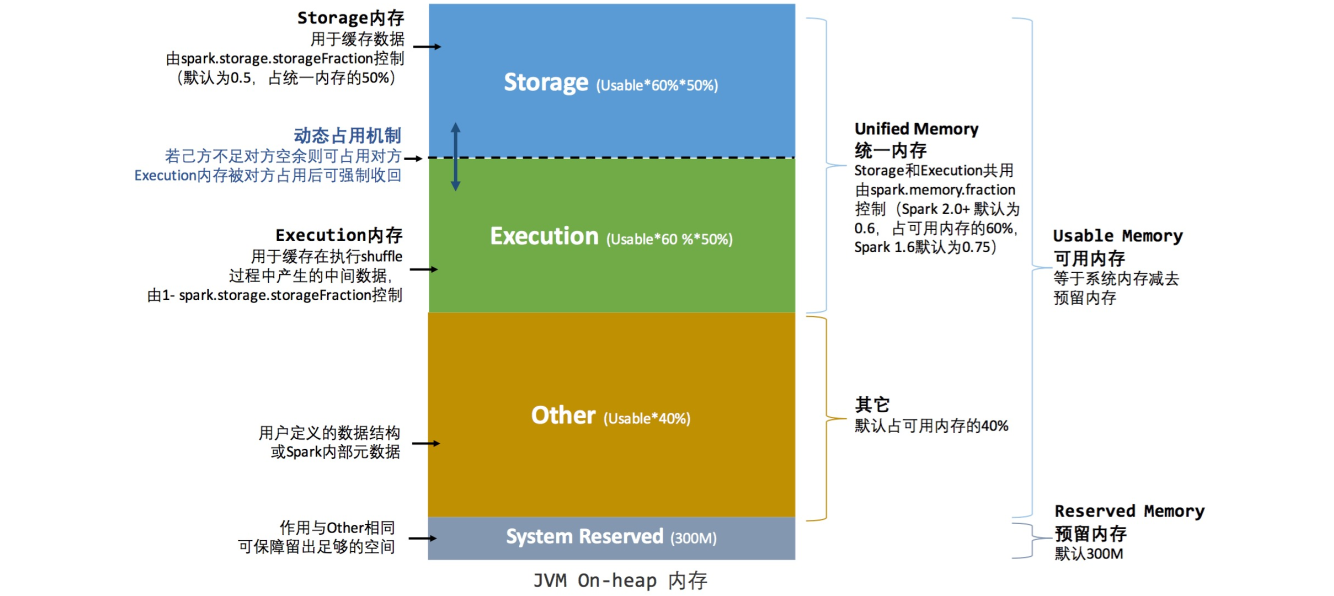 Storage内存
用于缓存数据
由spark.storage.storageFraction控制
（默认为0.5，占统一内存的50%）
动态占用机制
若己方不足对方空余则可占用对方
Execution内存被对方占用后可强制收回
Execution内存
用于缓存在执行shuffle
过程中产生的中间数据，
由1- spark.storage.storageFraction控制
用户定义的数据结构
或Spark内部元数据
作用与Other相同
可保障留出足够的空间
Storage (Usable*60%*50%)
Execution (Usable*60 %*50%)
Other (Usable*40%)
System Reserved (300M)
JVM On-heap 内存
Unified Memory
统一内存
Storage和Execution共用
由spark.memory.fraction
控制（Spark 2.0+ 默认为
0.6，占可用内存的60%，
Spark 1.6默认为0.75）
其它
默认占可用内存的40%
Usable Memory
可用内存
等于系统内存减去
预留内存
Reserved Memory
预留内存
默认300M